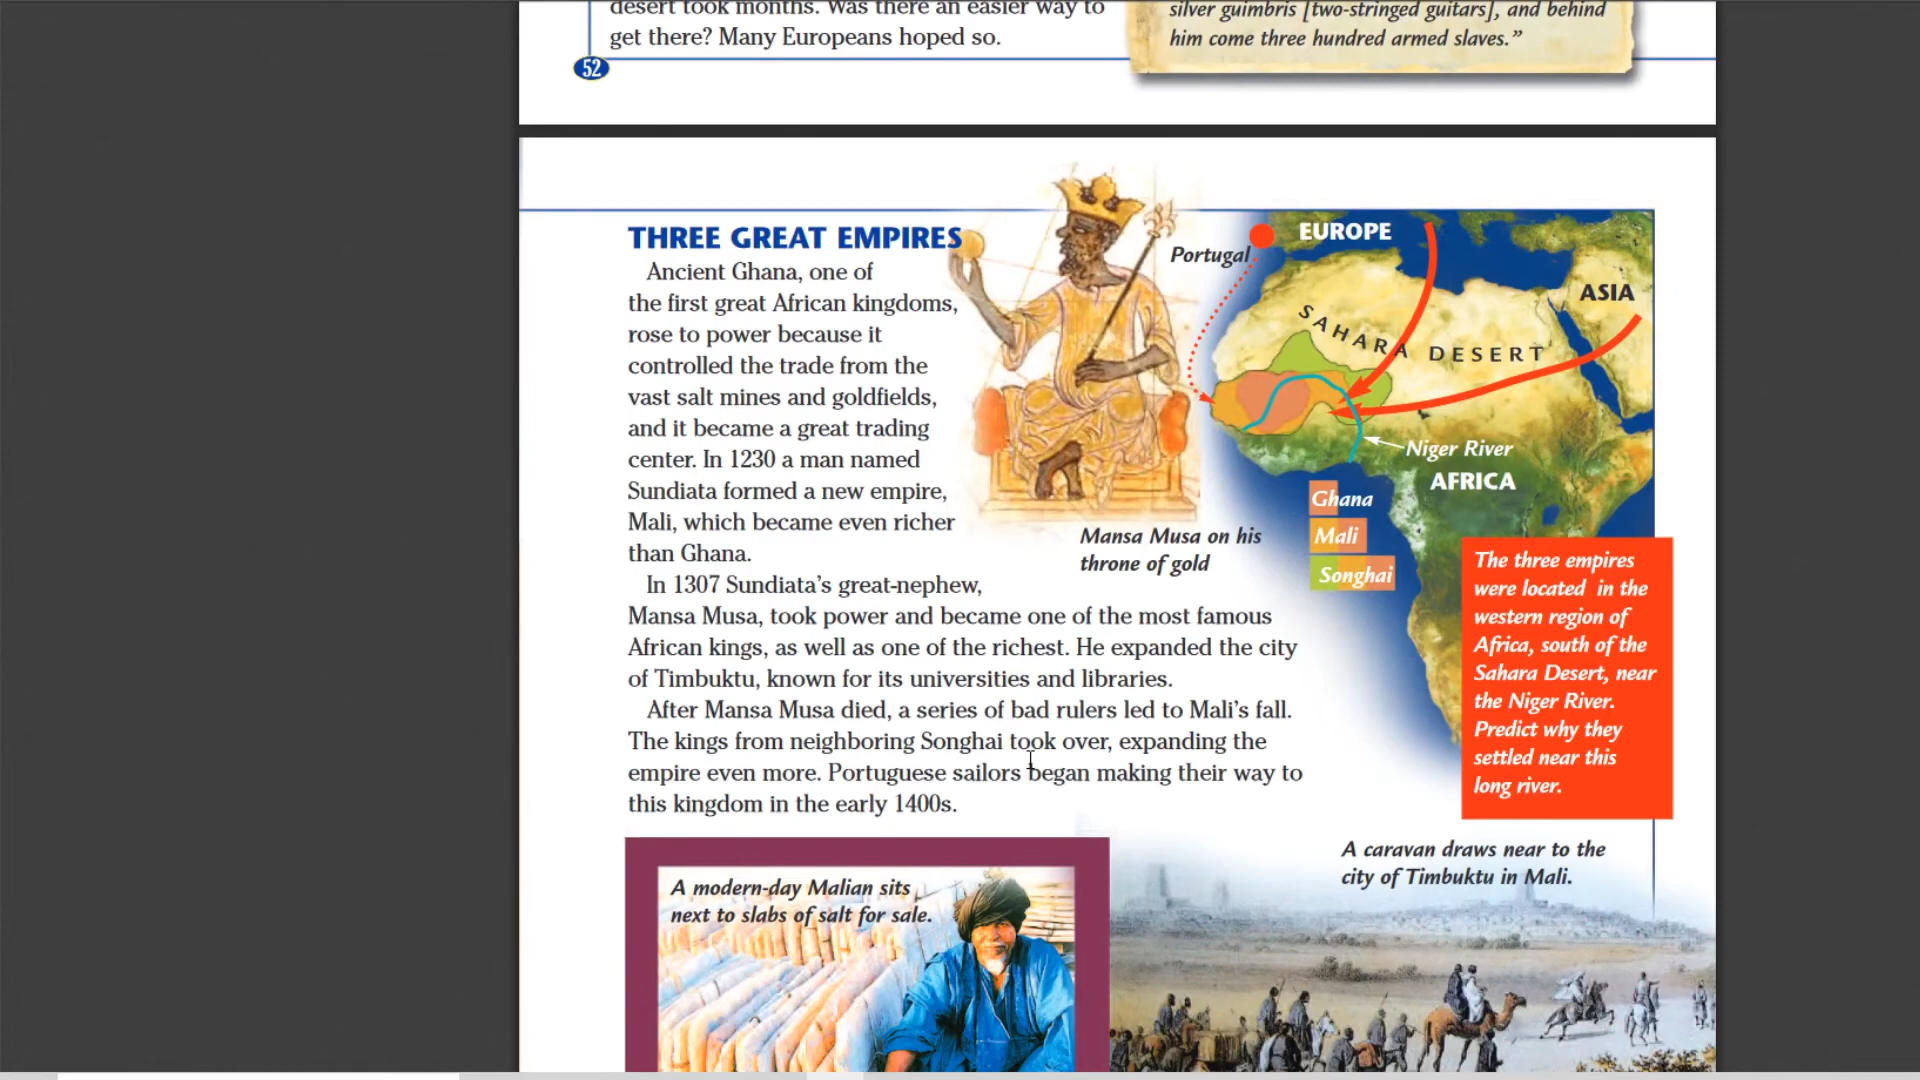 desert took months. Was there an easier way to
get there? Many Europeans hoped so.
52
silver guimbris [two-stringed guitars], and behind
him come three hundred armed slaves.”
THREE GREAT EMPIRES
Ancient Ghana, one of
the first great African kingdoms,
rose to power because it
controlled the trade from the
vast salt mines and goldfields,
and it became a great trading
center. In 1230 a man named
Sundiata formed a new empire,
Mali, which became even richer
than Ghana.
In 1307 Sundiata’s great-nephew,
Mansa Musa, took power and became one of the most famous
African kings, as well as one of the richest. He expanded the city
of Timbuktu, known for its universities and libraries.
After Mansa Musa died, a series of bad rulers led to Mali’s fall.
The kings from neighboring Songhai took over, expanding the
empire even more. Portuguese sailors began making their way to
this kingdom in the early 1400s.
Mansa Musa on his
throne of gold
Portugal
EUROPE
ASIA
SAHARA DESERT
Niger River
AFRICA
Ghana
Mali
Songhai
The three empires
were located in the
western region of
Africa, south of the
Sahara Desert, near
the Niger River.
Predict why they
settled near this
long river.
A modern-day Malian sits
next to slabs of salt for sale.
A caravan draws near to the
city of Timbuktu in Mali.